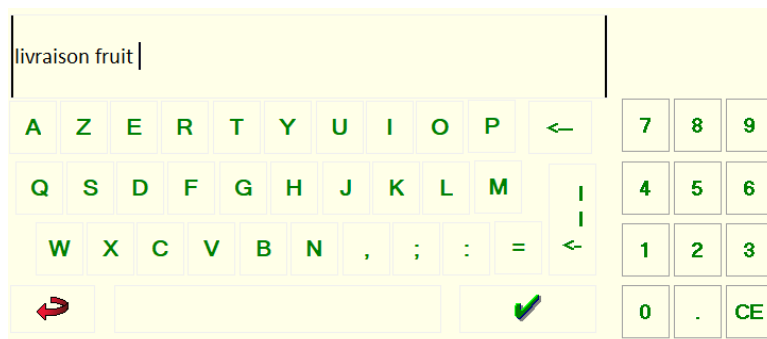 livraison fruit
A Z E R T Y U I O P <– 7 8 9
Q S D F G H J K L M 4 5 6
W X C V B N , ; : = <- 1 2 3
0 . CE